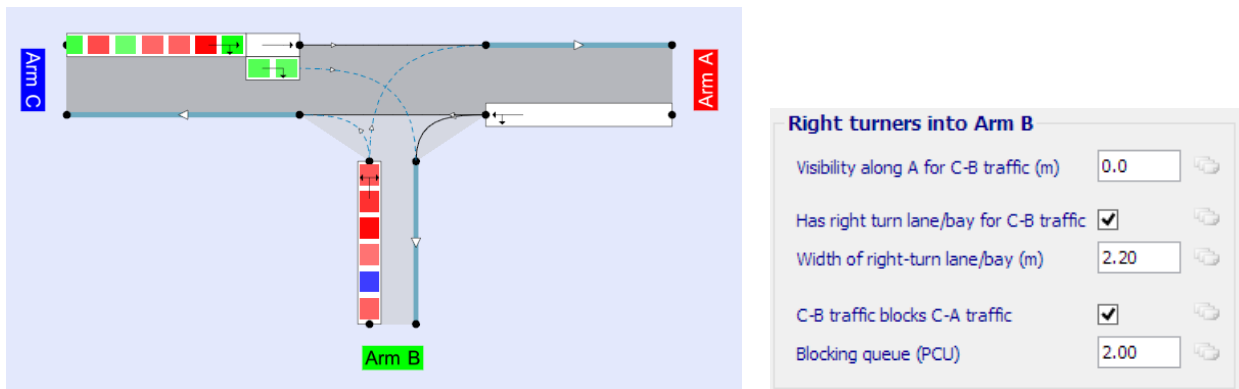 Arm C
Arm A
Arm B
Right turners into Arm B
Visibility along A for C-B traffic (m) 0.0
Has right turn lane/bay for C-B traffic
Width of right-turn lane/bay (m) 2.20
C-B traffic blocks C-A traffic
Blocking queue (PCU) 2.00